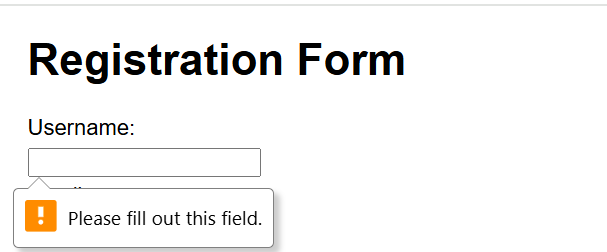 Registration Form
Username:
Please fill out this field.